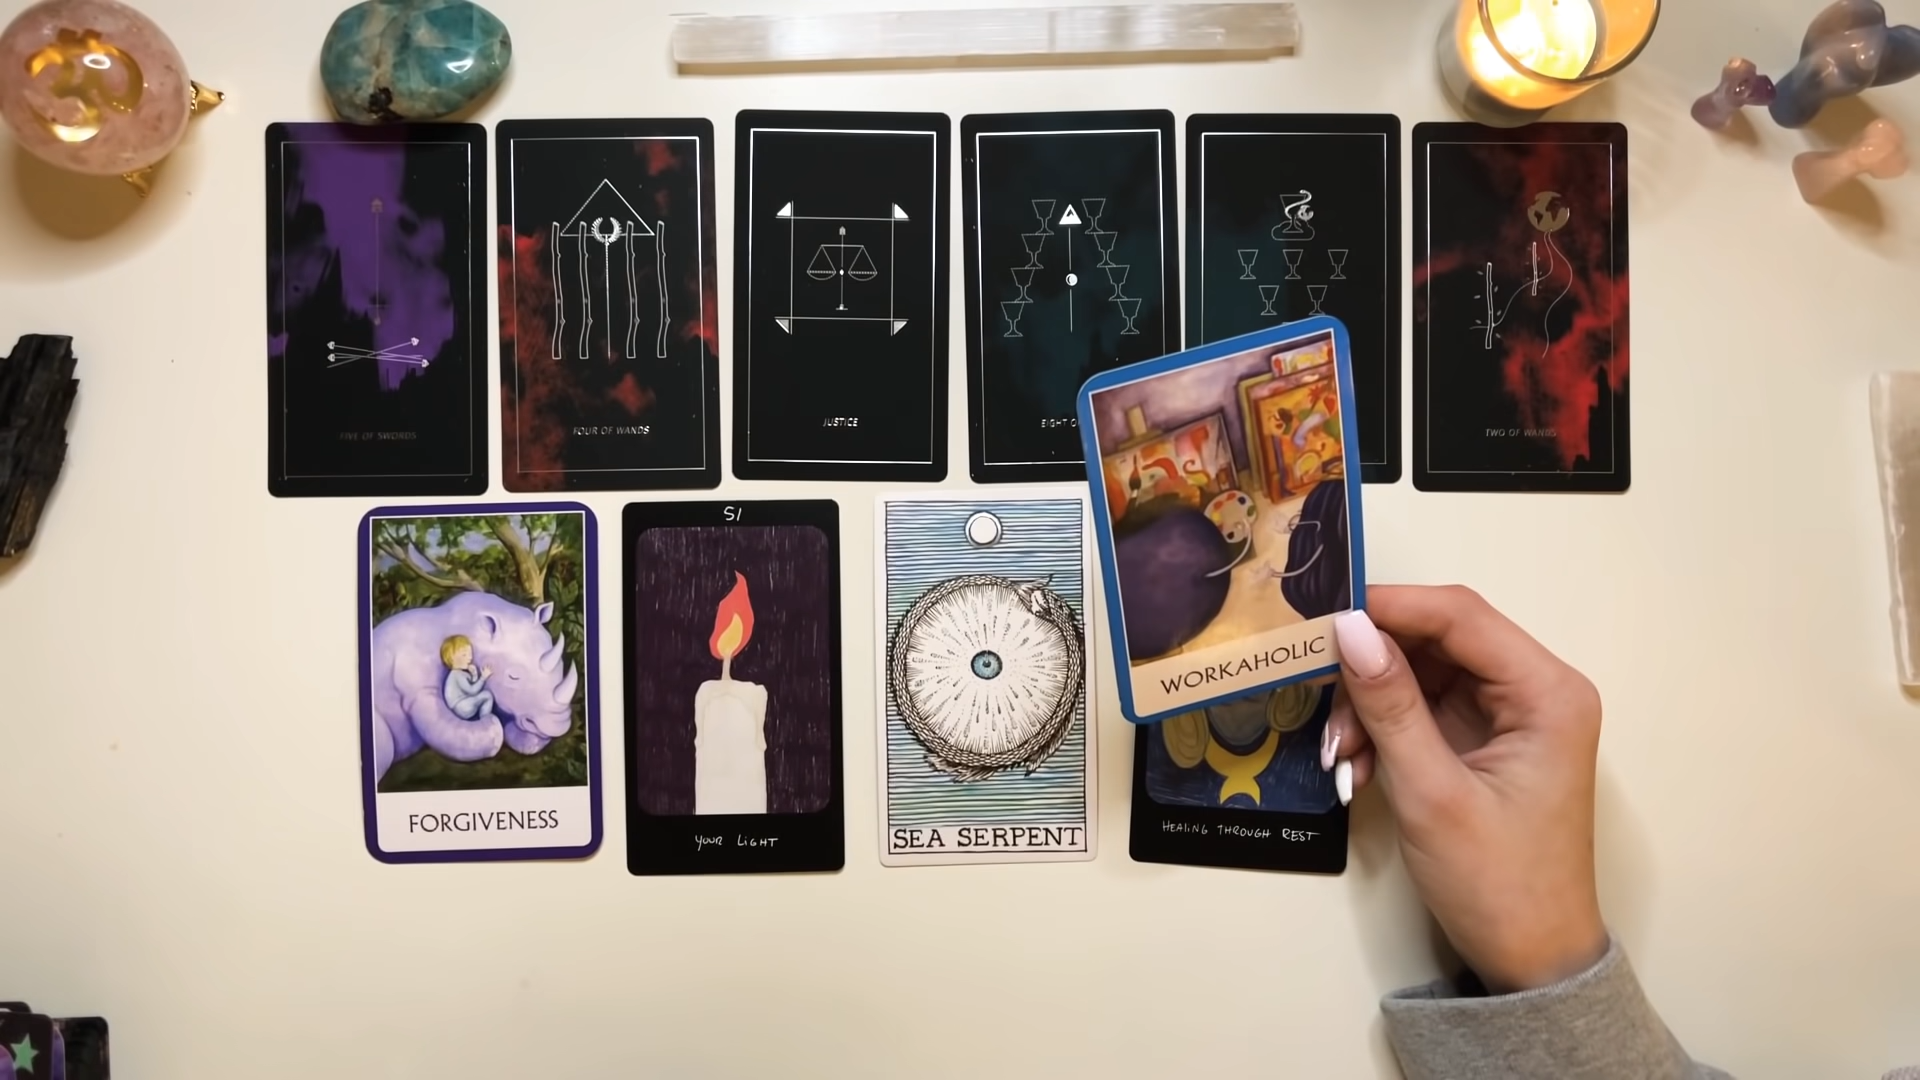 FIVE OF SWORDS
FOUR OF WANDS
JUSTICE
EIGHT O
TWO OF WANDS
WORKAHOLIC
FORGIVENESS
51
YOUR LIGHT
SEA SERPENT
HEALING THROUGH REST